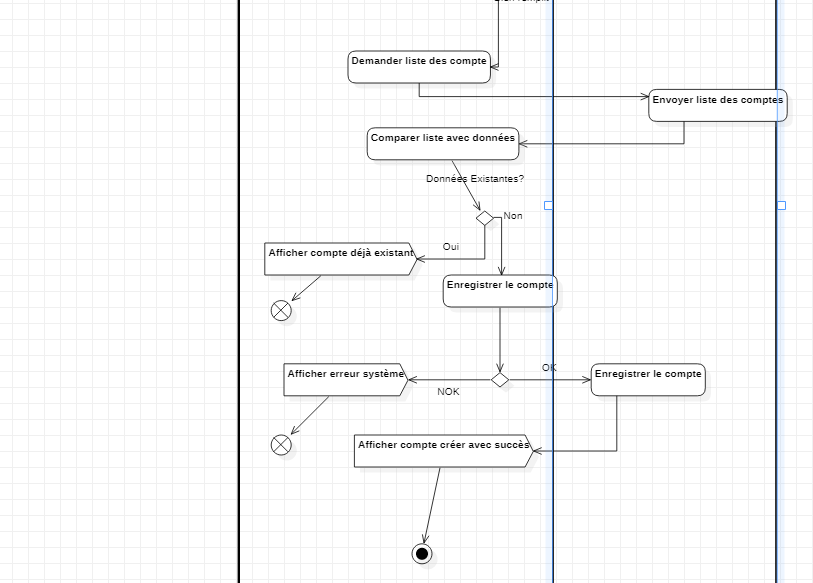 Demander liste des compte
Envoyer liste des comptes
Comparer liste avec données
Données Existantes?
Non
Oui
Afficher compte déjà existant
Enregistrer le compte
Afficher erreur système
OK
Enregistrer le compte
NOK
Afficher compte créer avec succès